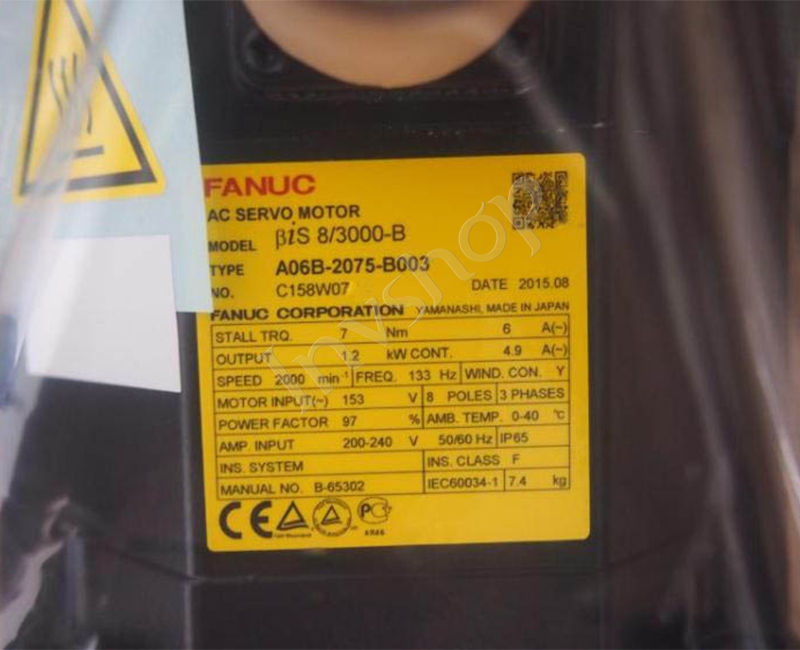 FANUC
AC SERVO MOTOR
MODEL βiS 8/3000-B
TYPE A06B-2075-B003
NO. C158W07 DATE 2015.08
FANUC CORPORATION YAMANASHI, MADE IN JAPAN
STALL TRQ. 7 Nm 6 A(~)
OUTPUT 1.2 kW CONT. 4.9 A(~)
SPEED 2000 min⁻¹ FREQ. 133 Hz WIND. CON. Y
MOTOR INPUT(~) 153 V 8 POLES 3 PHASES
POWER FACTOR 97 % AMB. TEMP. 0-40 ℃
AMP. INPUT 200-240 V 50/60 Hz IP65
INS. SYSTEM INS. CLASS F
MANUAL NO. B-65302 IEC60034-1 7.4 kg
CE
invshop